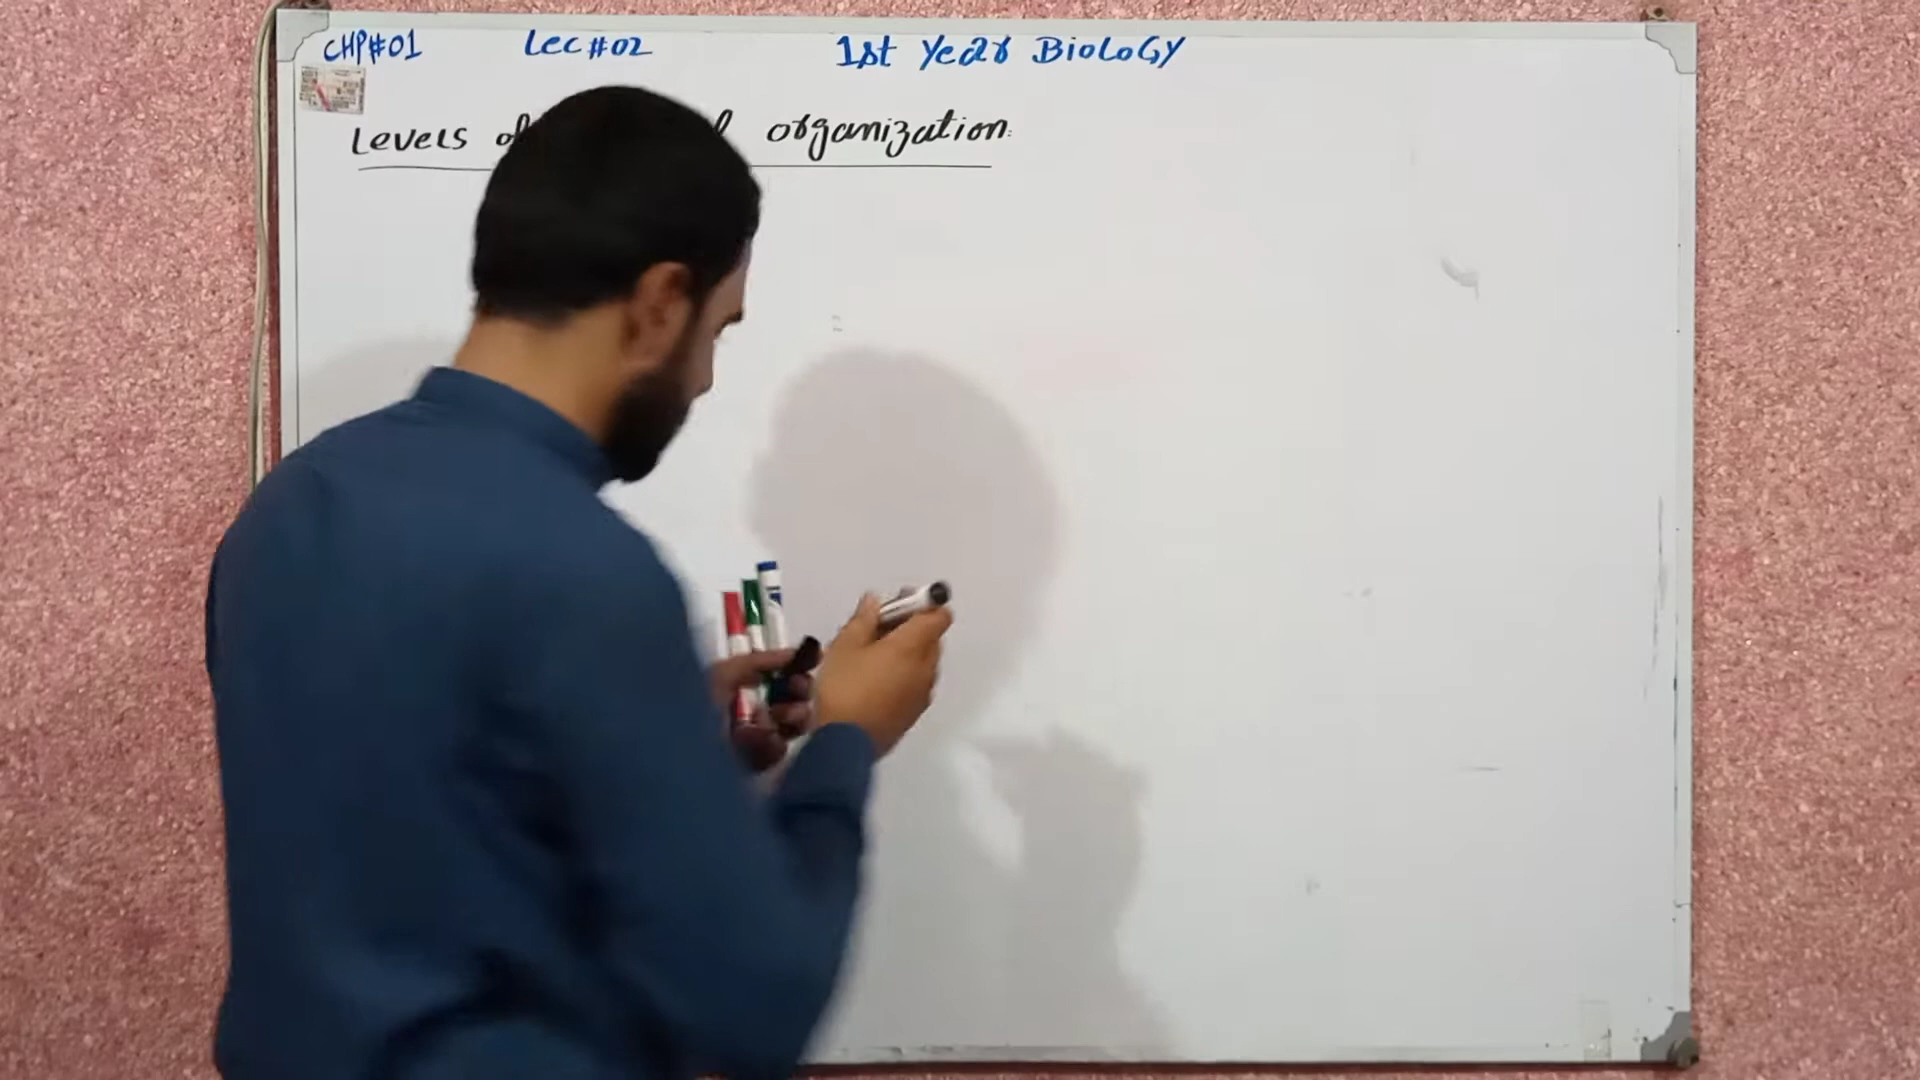 CHP#01 Lec#02 1st Year BioLoGY
Levels of organization: